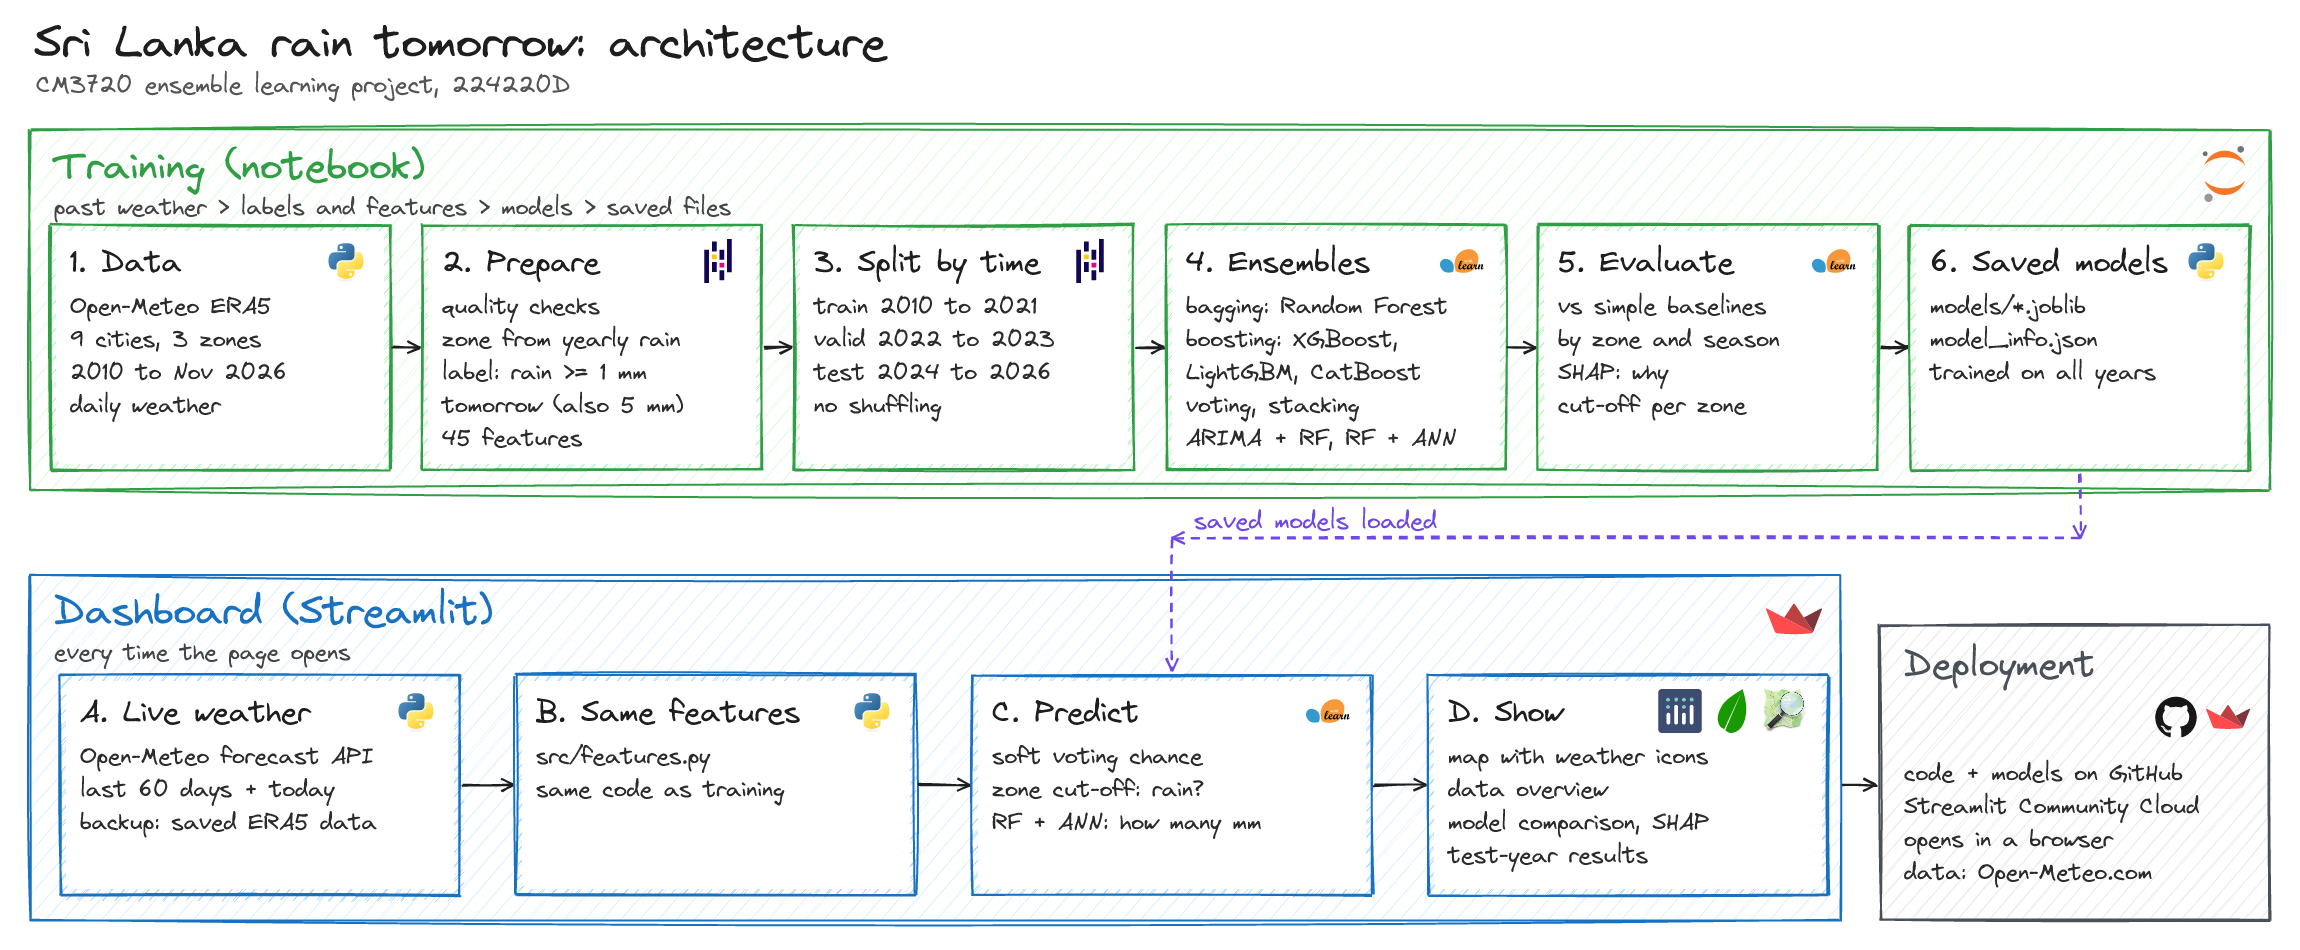 Sri Lanka rain tomorrow: architecture
CM3720 ensemble learning project, 224220D
Training (notebook)
past weather > labels and features > models > saved files
1. Data
Open-Meteo ERA5
9 cities, 3 zones
2010 to Nov 2026
daily weather
2. Prepare
quality checks
zone from yearly rain
label: rain >= 1 mm
tomorrow (also 5 mm)
45 features
3. Split by time
train 2010 to 2021
valid 2022 to 2023
test 2024 to 2026
no shuffling
4. Ensembles
learn
bagging: Random Forest
boosting: XGBoost,
LightGBM, CatBoost
voting, stacking
ARIMA + RF, RF + ANN
5. Evaluate
learn
vs simple baselines
by zone and season
SHAP: why
cut-off per zone
6. Saved models
models/*.joblib
model_info.json
trained on all years
saved models loaded
Dashboard (Streamlit)
every time the page opens
A. Live weather
Open-Meteo forecast API
last 60 days + today
backup: saved ERA5 data
B. Same features
src/features.py
same code as training
C. Predict
learn
soft voting chance
zone cut-off: rain?
RF + ANN: how many mm
D. Show
map with weather icons
data overview
model comparison, SHAP
test-year results
Deployment
code + models on GitHub
Streamlit Community Cloud
opens in a browser
data: Open-Meteo.com